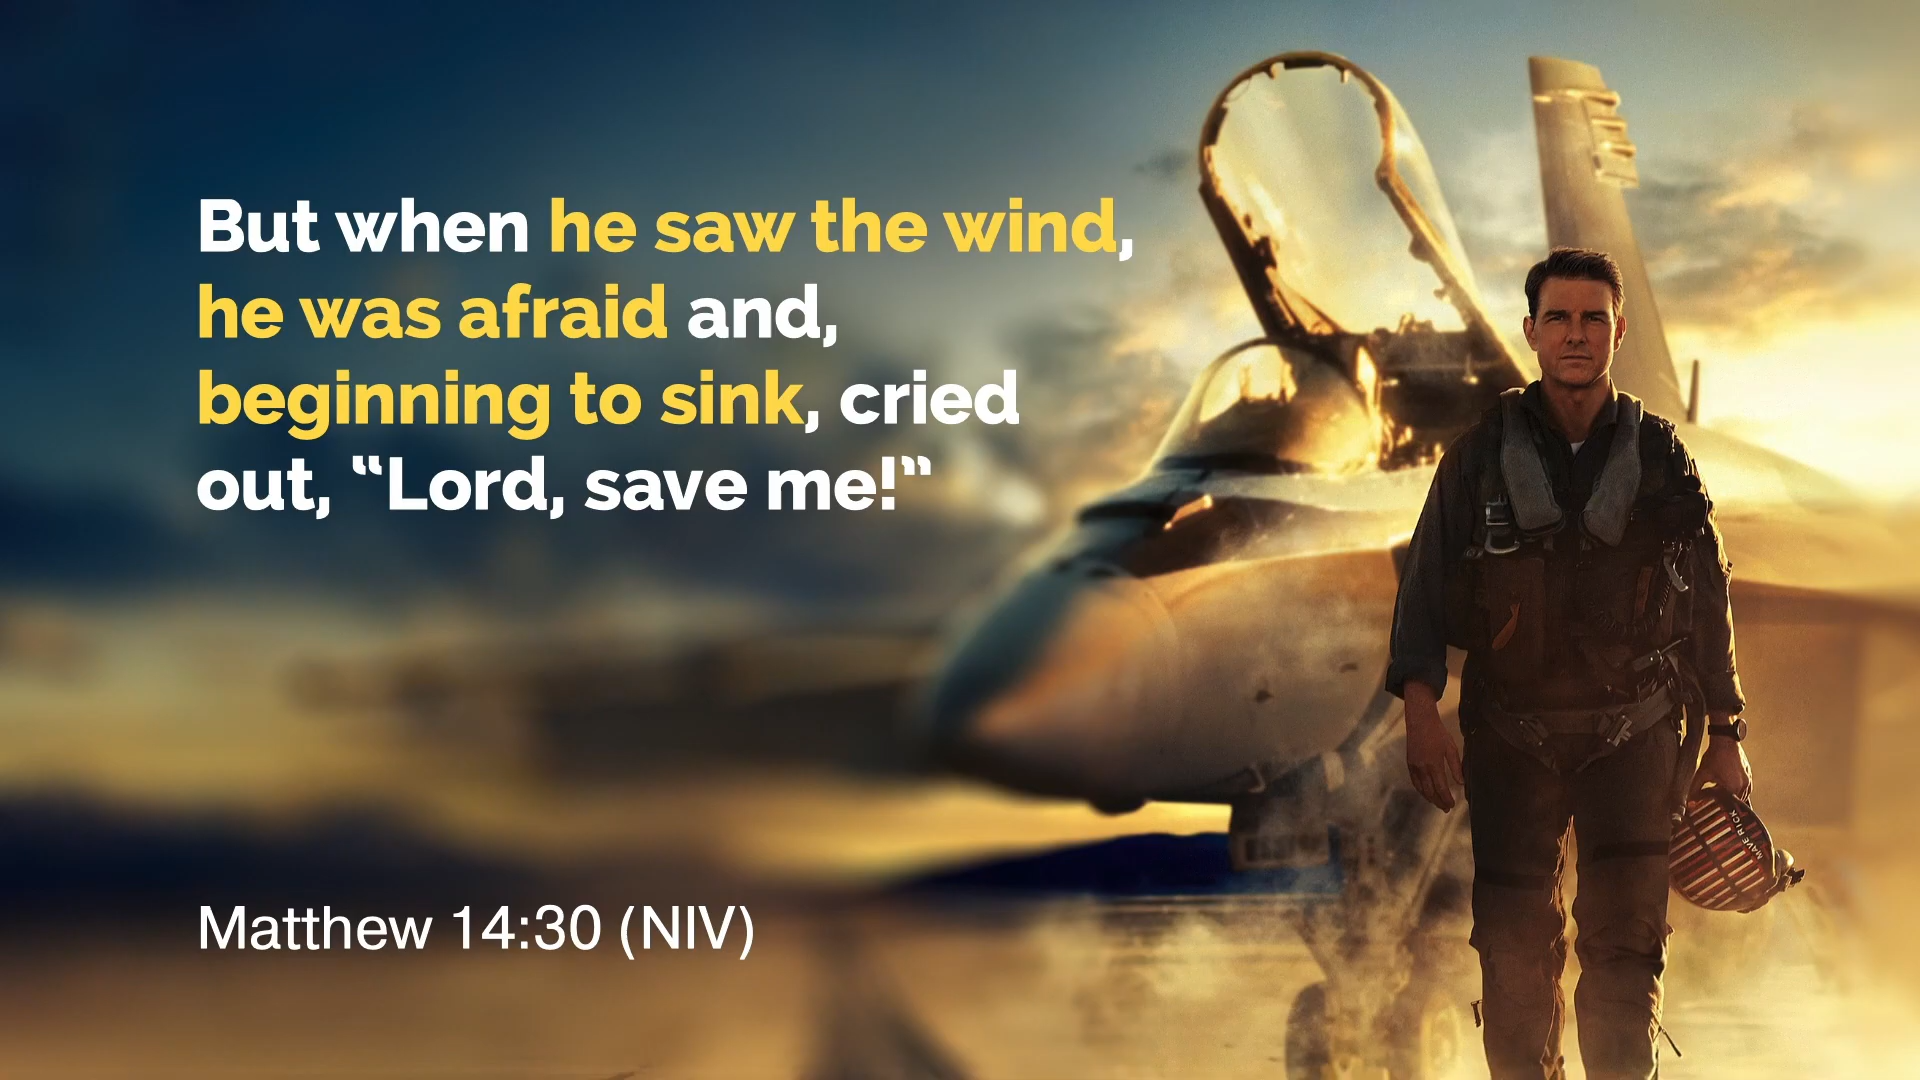 But when he saw the wind,
he was afraid and,
beginning to sink, cried
out, “Lord, save me!”
Matthew 14:30 (NIV)
MAVERICK